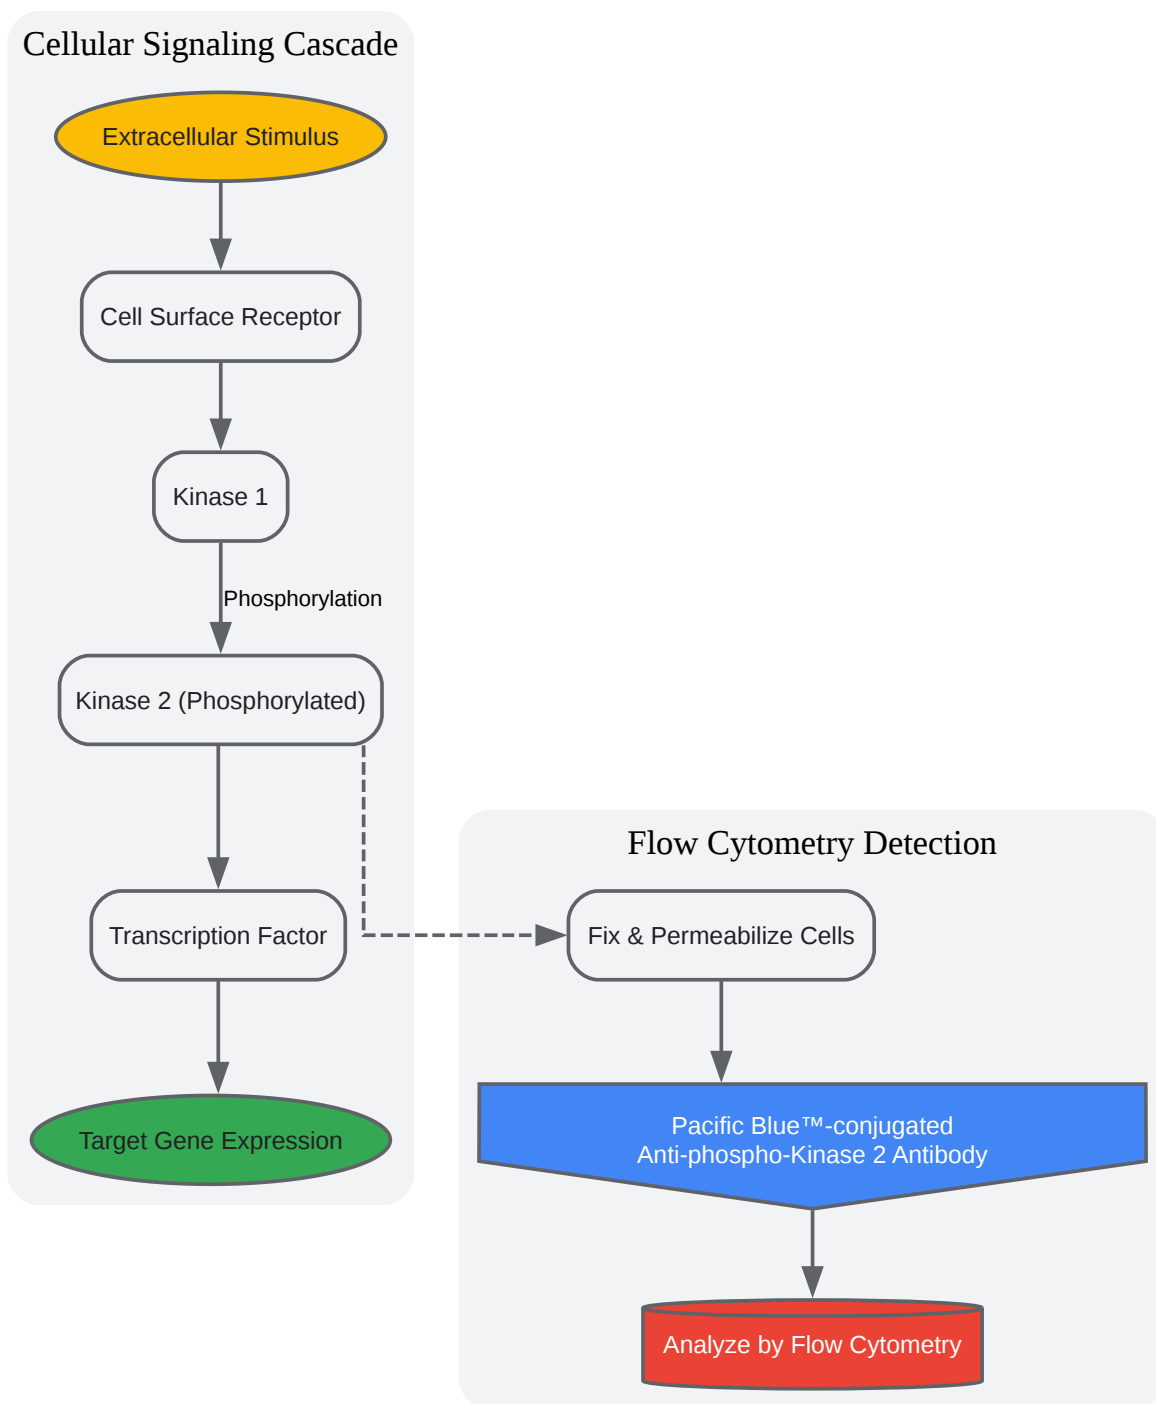 Cellular Signaling Cascade
Extracellular Stimulus
Cell Surface Receptor
Kinase 1
Phosphorylation
Kinase 2 (Phosphorylated)
Transcription Factor
Target Gene Expression
Flow Cytometry Detection
Fix & Permeabilize Cells
Pacific Blue™-conjugated
Anti-phospho-Kinase 2 Antibody
Analyze by Flow Cytometry